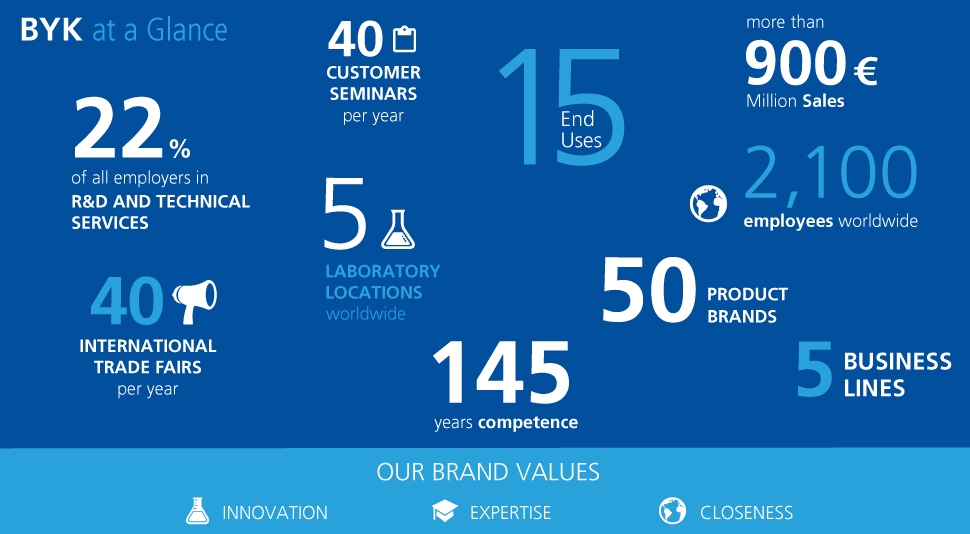 BYK at a Glance
22 %
of all employers in
R&D AND TECHNICAL
SERVICES
40
INTERNATIONAL
TRADE FAIRS
per year
40
CUSTOMER
SEMINARS
per year
5
LABORATORY
LOCATIONS
worldwide
145
years competence
15
End
Uses
more than
900 €
Million Sales
2,100
employees worldwide
50 PRODUCT
BRANDS
5 BUSINESS
LINES
OUR BRAND VALUES
INNOVATION
EXPERTISE
CLOSENESS